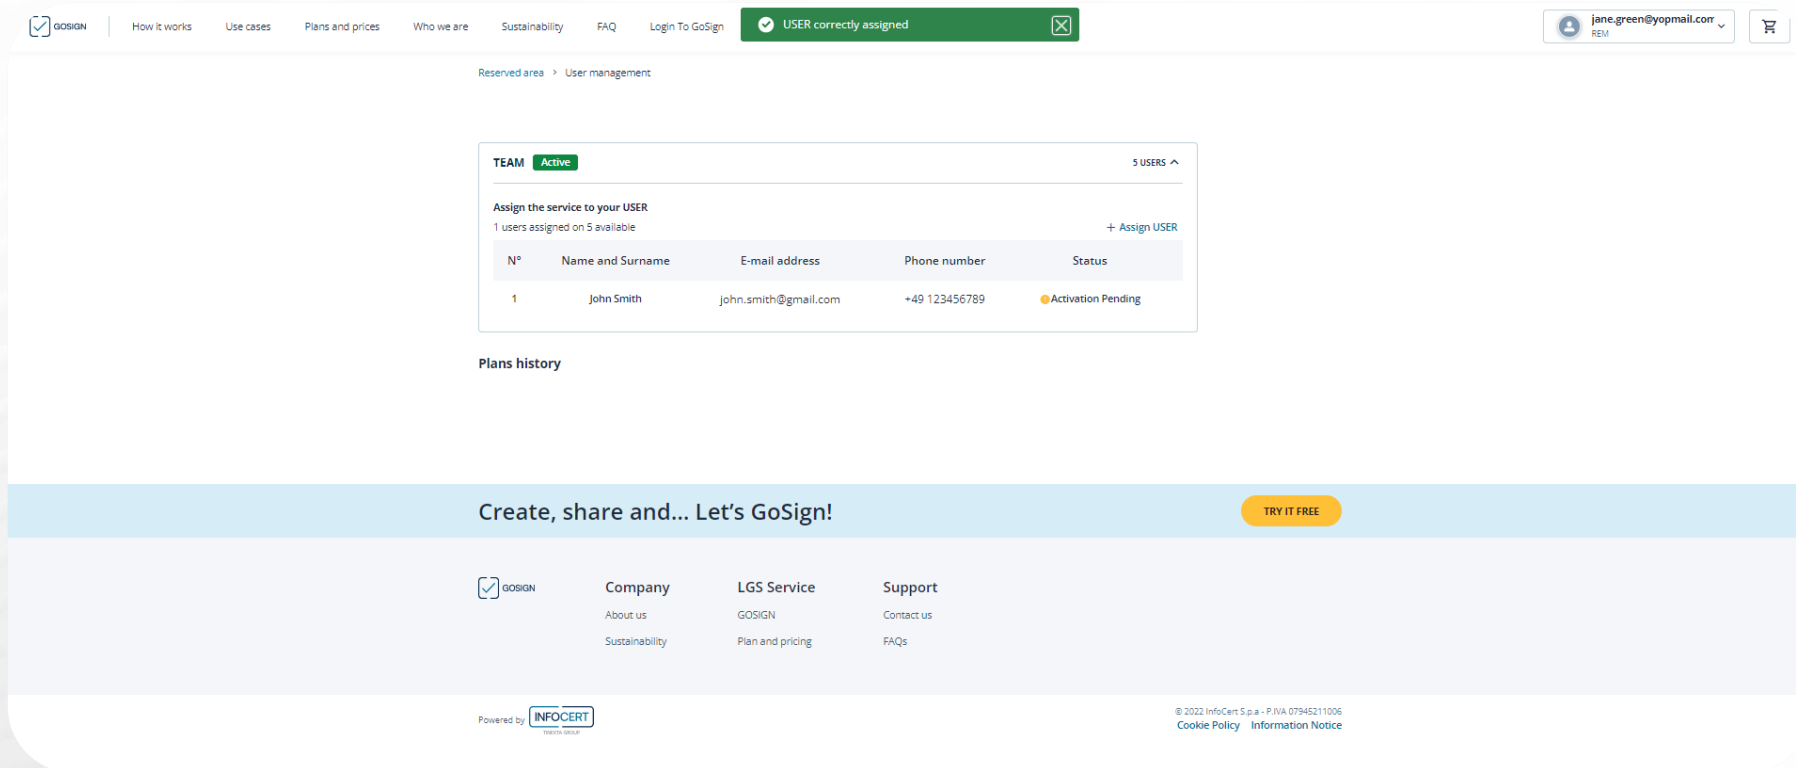 GOSIGN How it works Use cases Plans and prices Who we are Sustainability FAQ Login To GoSign USER correctly assigned jane.green@yopmail.com
REM
Reserved area > User management
TEAM Active 5 USERS
Assign the service to your USER
1 users assigned on 5 available + Assign USER
N° Name and Surname E-mail address Phone number Status
1 John Smith john.smith@gmail.com +49 123456789 Activation Pending
Plans history
Create, share and... Let's GoSign! TRY IT FREE
GOSIGN Company LGS Service Support
About us GOSIGN Contact us
Sustainability Plan and pricing FAQs
© 2022 InfoCert S.p.a - P.IVA 07945211006
Powered by INFOCERT Cookie Policy Information Notice
TINEXTA GROUP